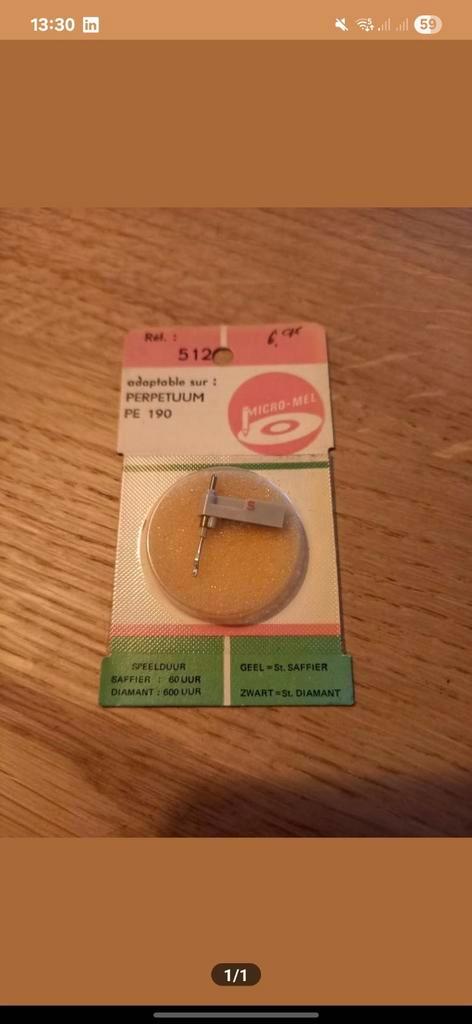 13:30 in
59
Réf. :
512
adaptable sur :
PERPETUUM
PE 190
MICRO-MEL
S
SPEELDUUR
SAFFIER : 60 UUR
DIAMANT : 600 UUR
GEEL = St. SAFFIER
ZWART = St. DIAMANT
1/1